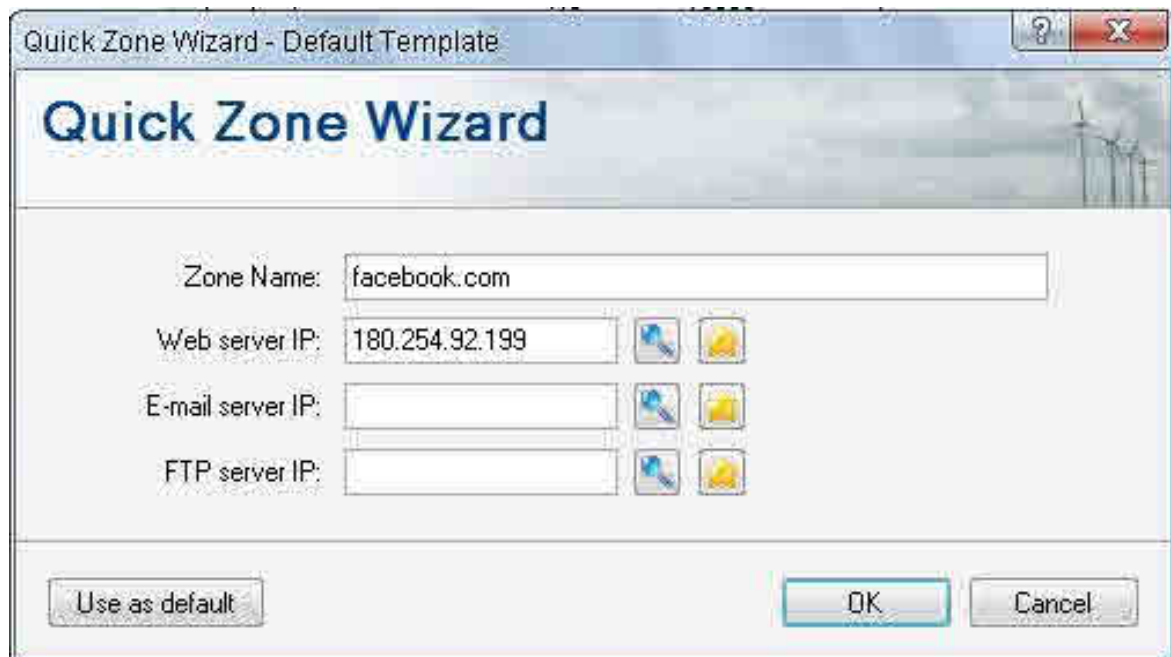 Quick Zone Wizard - Default Template
Quick Zone Wizard
Zone Name: facebook.com
Web server IP: 180.254.92.199
E-mail server IP:
FTP server IP:
Use as default OK Cancel